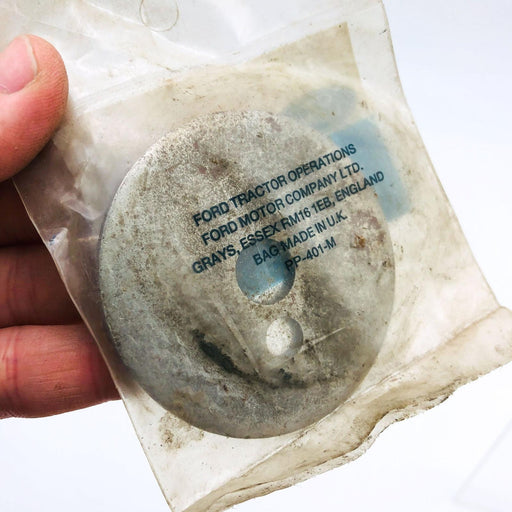 FORD TRACTOR OPERATIONS
FORD MOTOR COMPANY LTD.
GRAYS, ESSEX RM16 1EB, ENGLAND
BAG MADE IN U.K.
PP-401-M